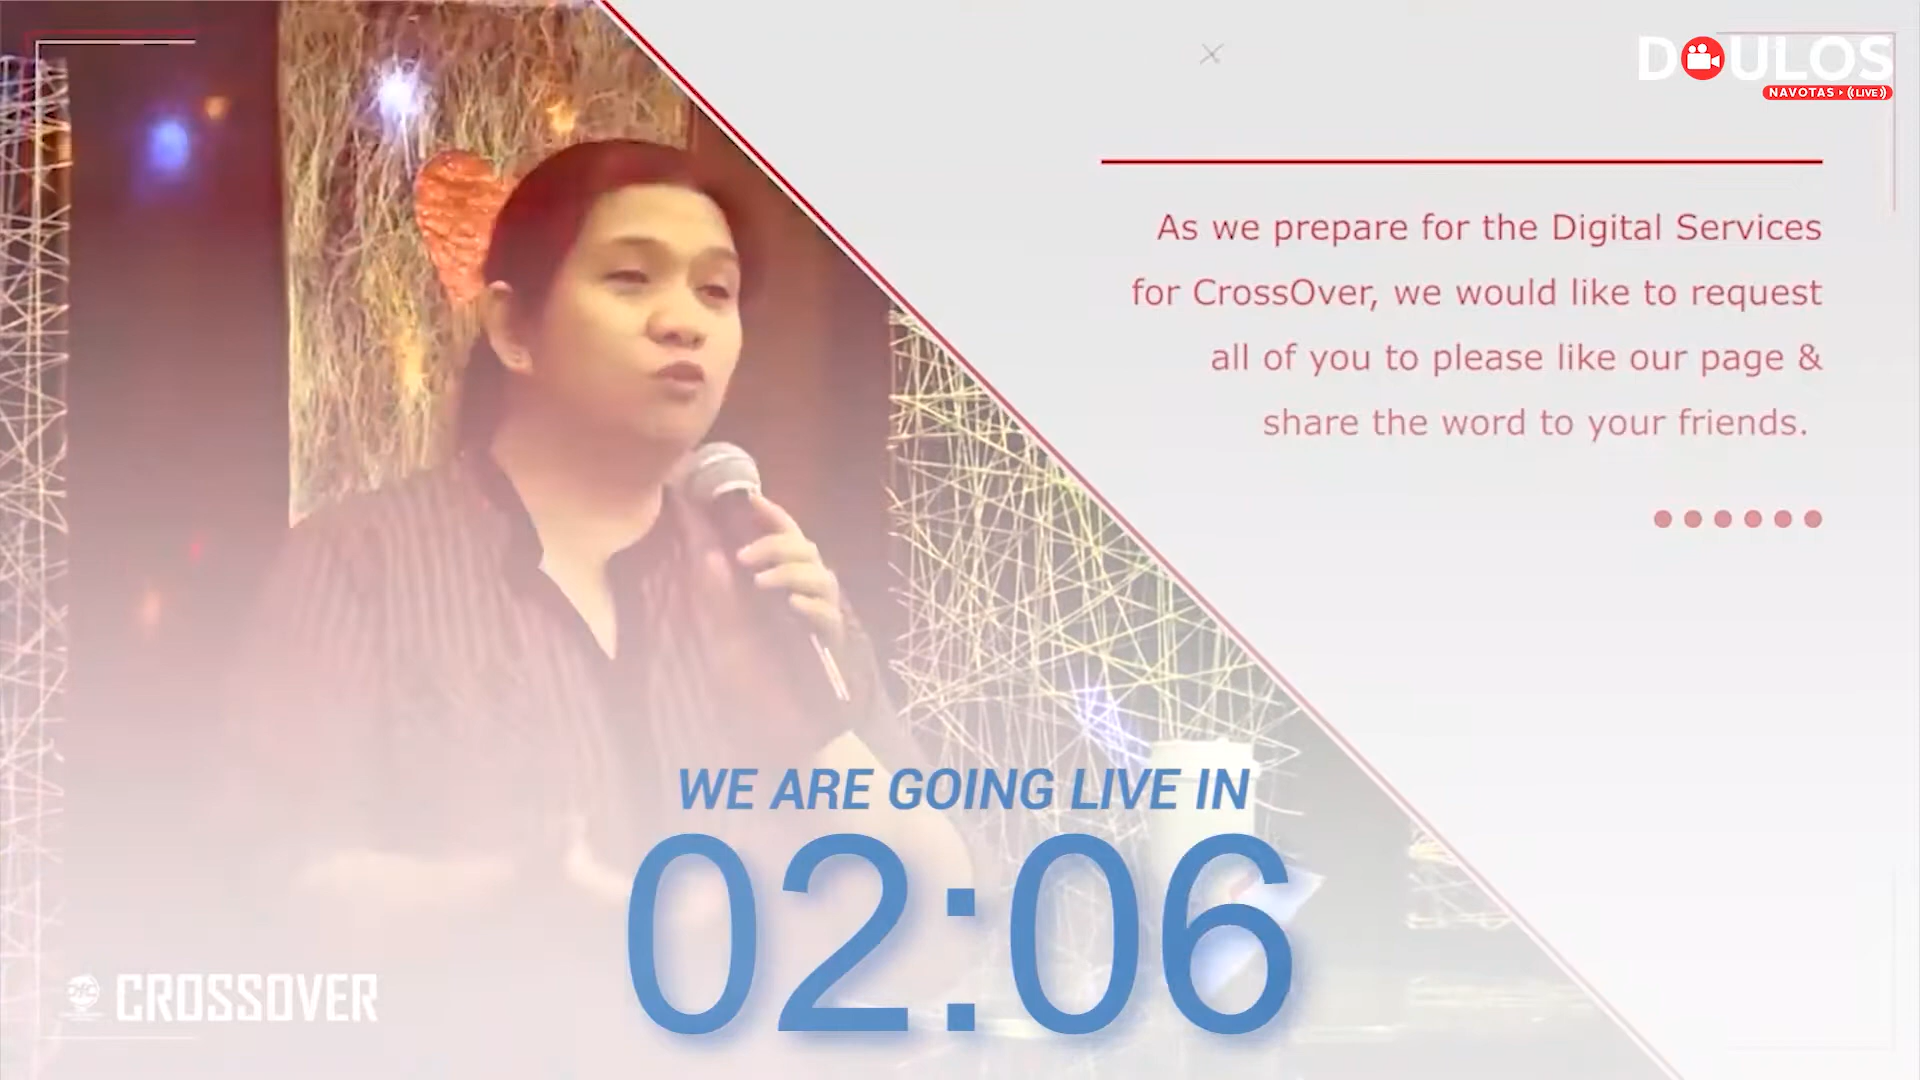 DOULOS
NAVOTAS LIVE
As we prepare for the Digital Services
for CrossOver, we would like to request
all of you to please like our page &
share the word to your friends.
WE ARE GOING LIVE IN
02:06
CROSSOVER